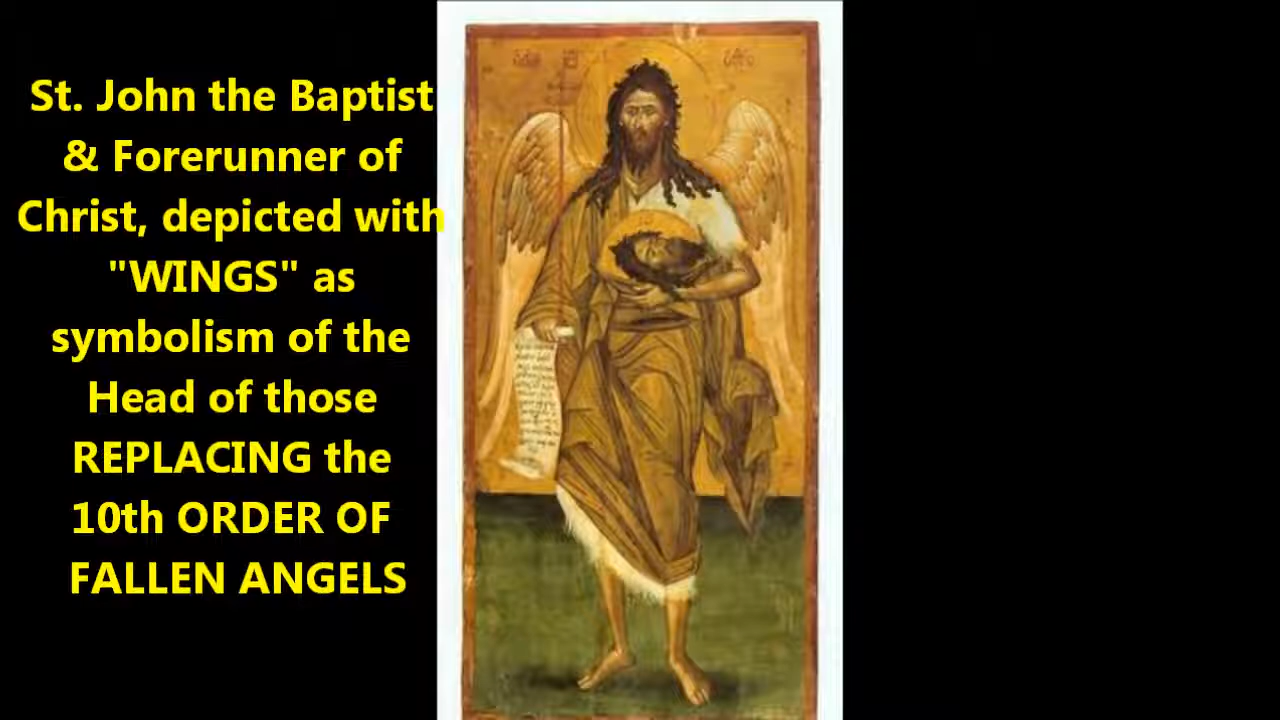 St. John the Baptist
& Forerunner of
Christ, depicted with
"WINGS" as
symbolism of the
Head of those
REPLACING the
10th ORDER OF
FALLEN ANGELS